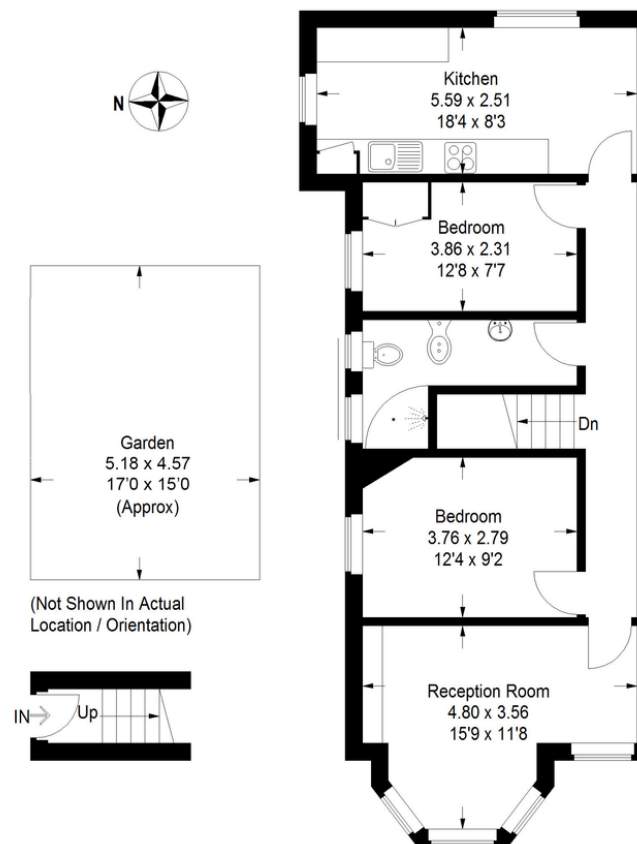 Kitchen
5.59 x 2.51
18'4 x 8'3
N
Bedroom
3.86 x 2.31
12'8 x 7'7
Garden
5.18 x 4.57
17'0 x 15'0
(Approx)
Dn
Bedroom
3.76 x 2.79
12'4 x 9'2
(Not Shown In Actual
Location / Orientation)
IN
Up
Reception Room
4.80 x 3.56
15'9 x 11'8